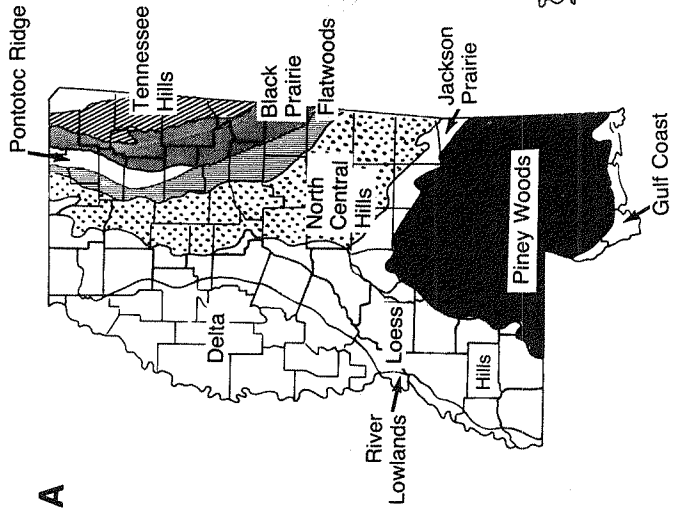 A
Pontotoc Ridge
Tennessee
Hills
Black
Prairie
Flatwoods
North
Central
Hills
Jackson
Prairie
Delta
Loess
Hills
Piney Woods
River
Lowlands
Gulf Coast